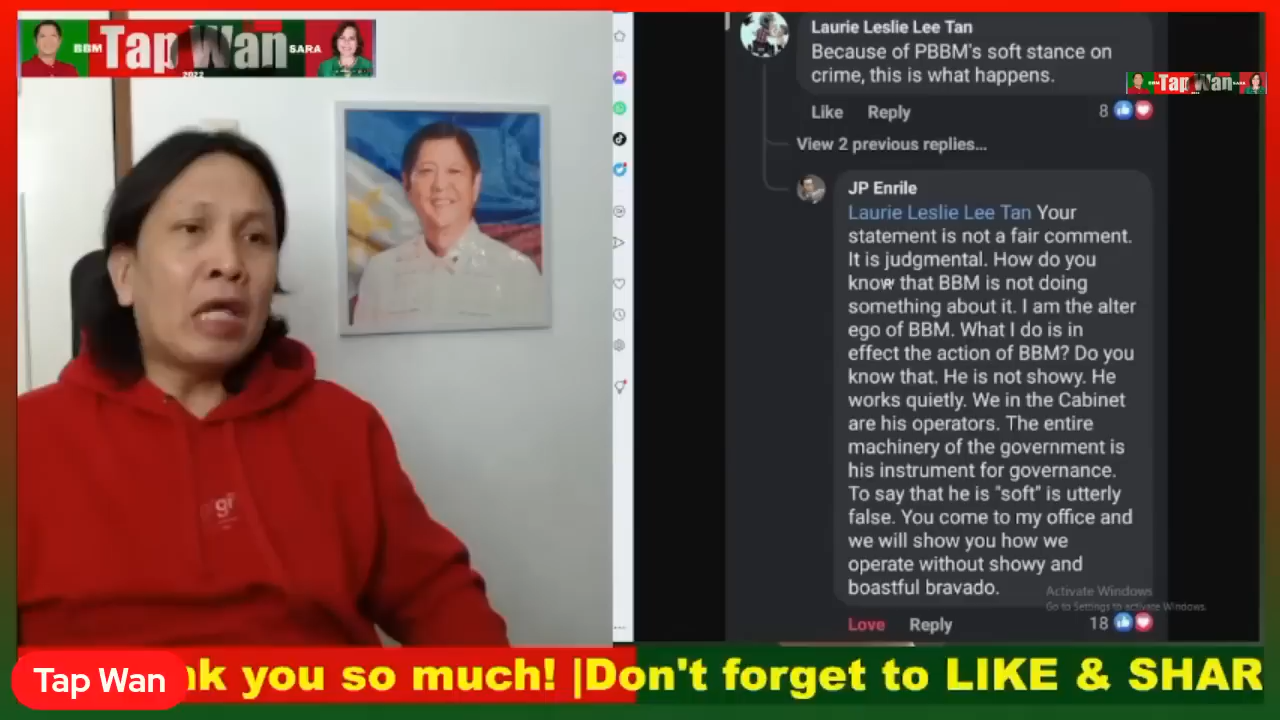 BBM Tap Wan SARA
2022
Laurie Leslie Lee Tan
Because of PBBM's soft stance on
crime, this is what happens.
Like Reply 8
View 2 previous replies...
JP Enrile
Laurie Leslie Lee Tan Your
statement is not a fair comment.
It is judgmental. How do you
know that BBM is not doing
something about it. I am the alter
ego of BBM. What I do is in
effect the action of BBM? Do you
know that. He is not showy. He
works quietly. We in the Cabinet
are his operators. The entire
machinery of the government is
his instrument for governance.
To say that he is "soft" is utterly
false. You come to my office and
we will show you how we
operate without showy and
boastful bravado.
Love Reply 18
Tap Wan
Activate Windows
Go to Settings to activate Windows.
Tap Wan
nk you so much! |Don't forget to LIKE & SHAR